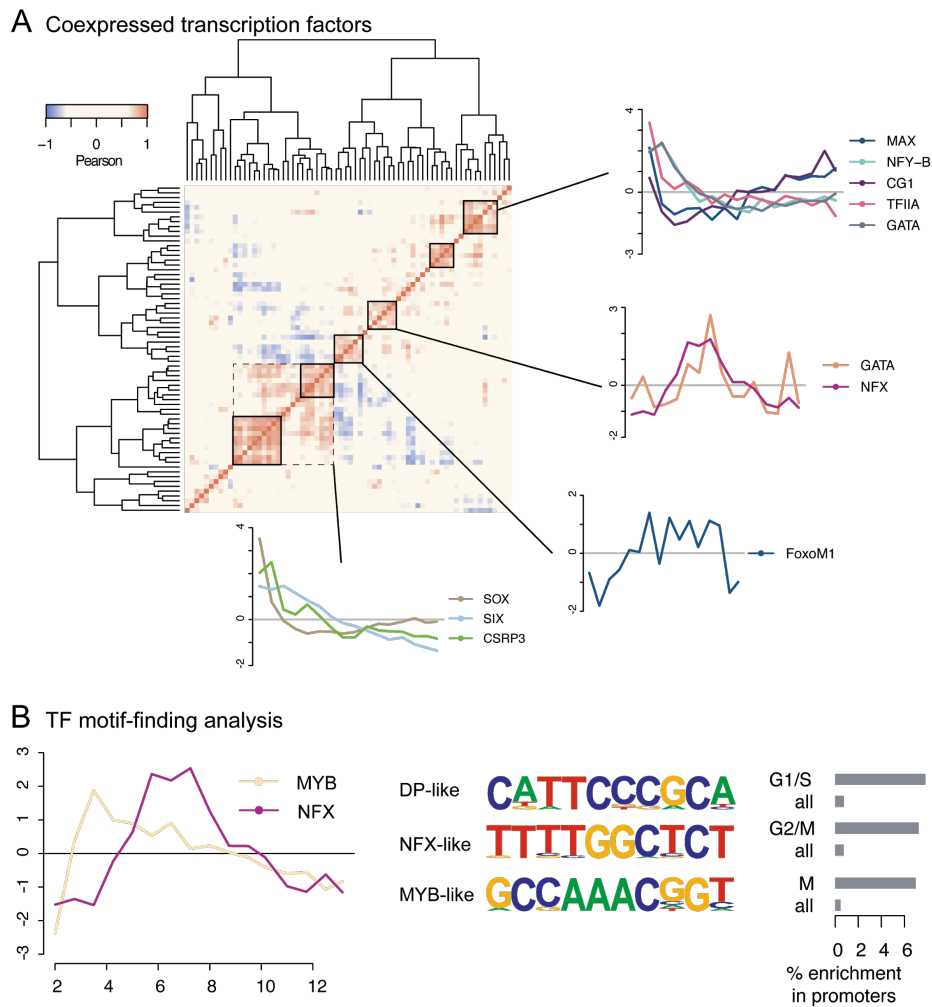 A Coexpressed transcription factors
−1 0 1
Pearson
4
0
-3
MAX
NFY−B
CG1
TFIIA
GATA
3
0
-2
GATA
NFX
2
0
-2
FoxoM1
4
0
-2
SOX
SIX
CSRP3
B TF motif-finding analysis
3
2
1
0
-1
-2
-3
2 4 6 8 10 12
MYB
NFX
DP-like CATTCCCGCA G1/S
all
NFX-like TTTTGGCTCT G2/M
all
MYB-like GCCAAACGGT M
all
0 2 4 6
% enrichment
in promoters